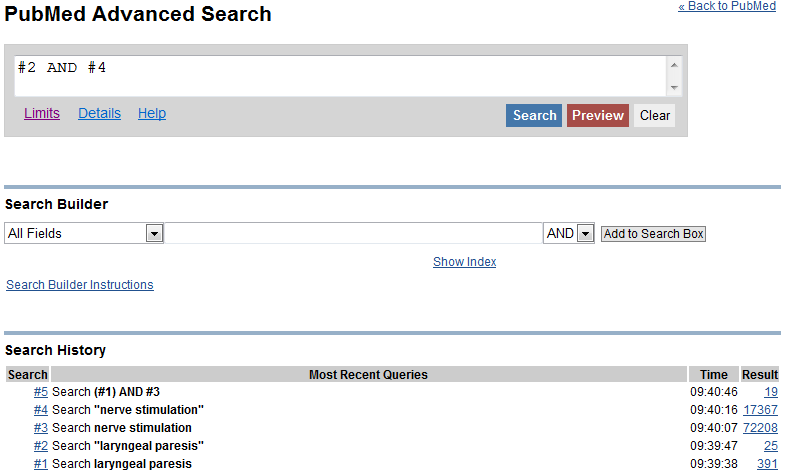 PubMed Advanced Search
« Back to PubMed
#2 AND #4
Limits Details Help Search Preview Clear
Search Builder
All Fields AND Add to Search Box
Show Index
Search Builder Instructions
Search History
Search Most Recent Queries Time Result
#5 Search (#1) AND #3 09:40:46 19
#4 Search "nerve stimulation" 09:40:16 17367
#3 Search nerve stimulation 09:40:07 72208
#2 Search "laryngeal paresis" 09:39:47 25
#1 Search laryngeal paresis 09:39:38 391